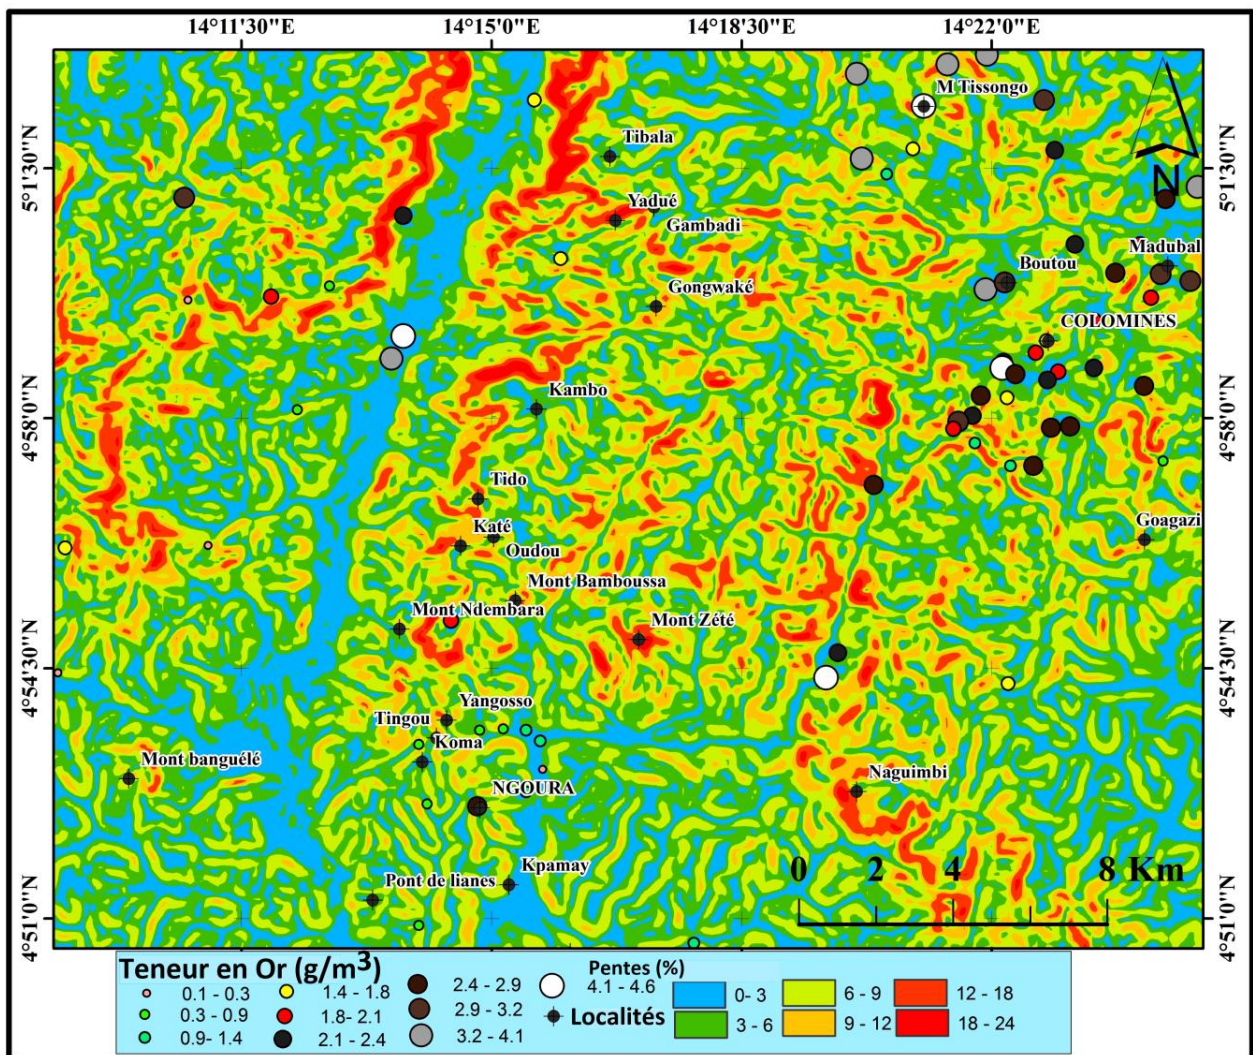 14°11'30"E 14°15'0"E 14°18'30"E 14°22'0"E
M Tissongo
Tibala
5°1'30"N 5°1'30"N
N
Yadué
Gambadi
Madubal
Boutou
Gongwaké
COLOMINES
Kambo
4°58'0"N 4°58'0"N
Tido
Katé
Goagazi
Oudou
Mont Bamboussa
Mont Ndembara
Mont Zété
4°54'30"N 4°54'30"N
Yangosso
Tingou
Koma
Mont banguélé
Naguimbi
NGOURA
0 2 4 8 Km
Kpamay
Pont de lianes
4°51'0"N 4°51'0"N
Teneur en Or (g/m³)
0.1 - 0.3
0.3 - 0.9
0.9- 1.4
1.4 - 1.8
1.8- 2.1
2.1 - 2.4
2.4 - 2.9
2.9 - 3.2
3.2 - 4.1
4.1 - 4.6
Localités
Pentes (%)
0- 3
3 - 6
6 - 9
9 - 12
12 - 18
18 - 24